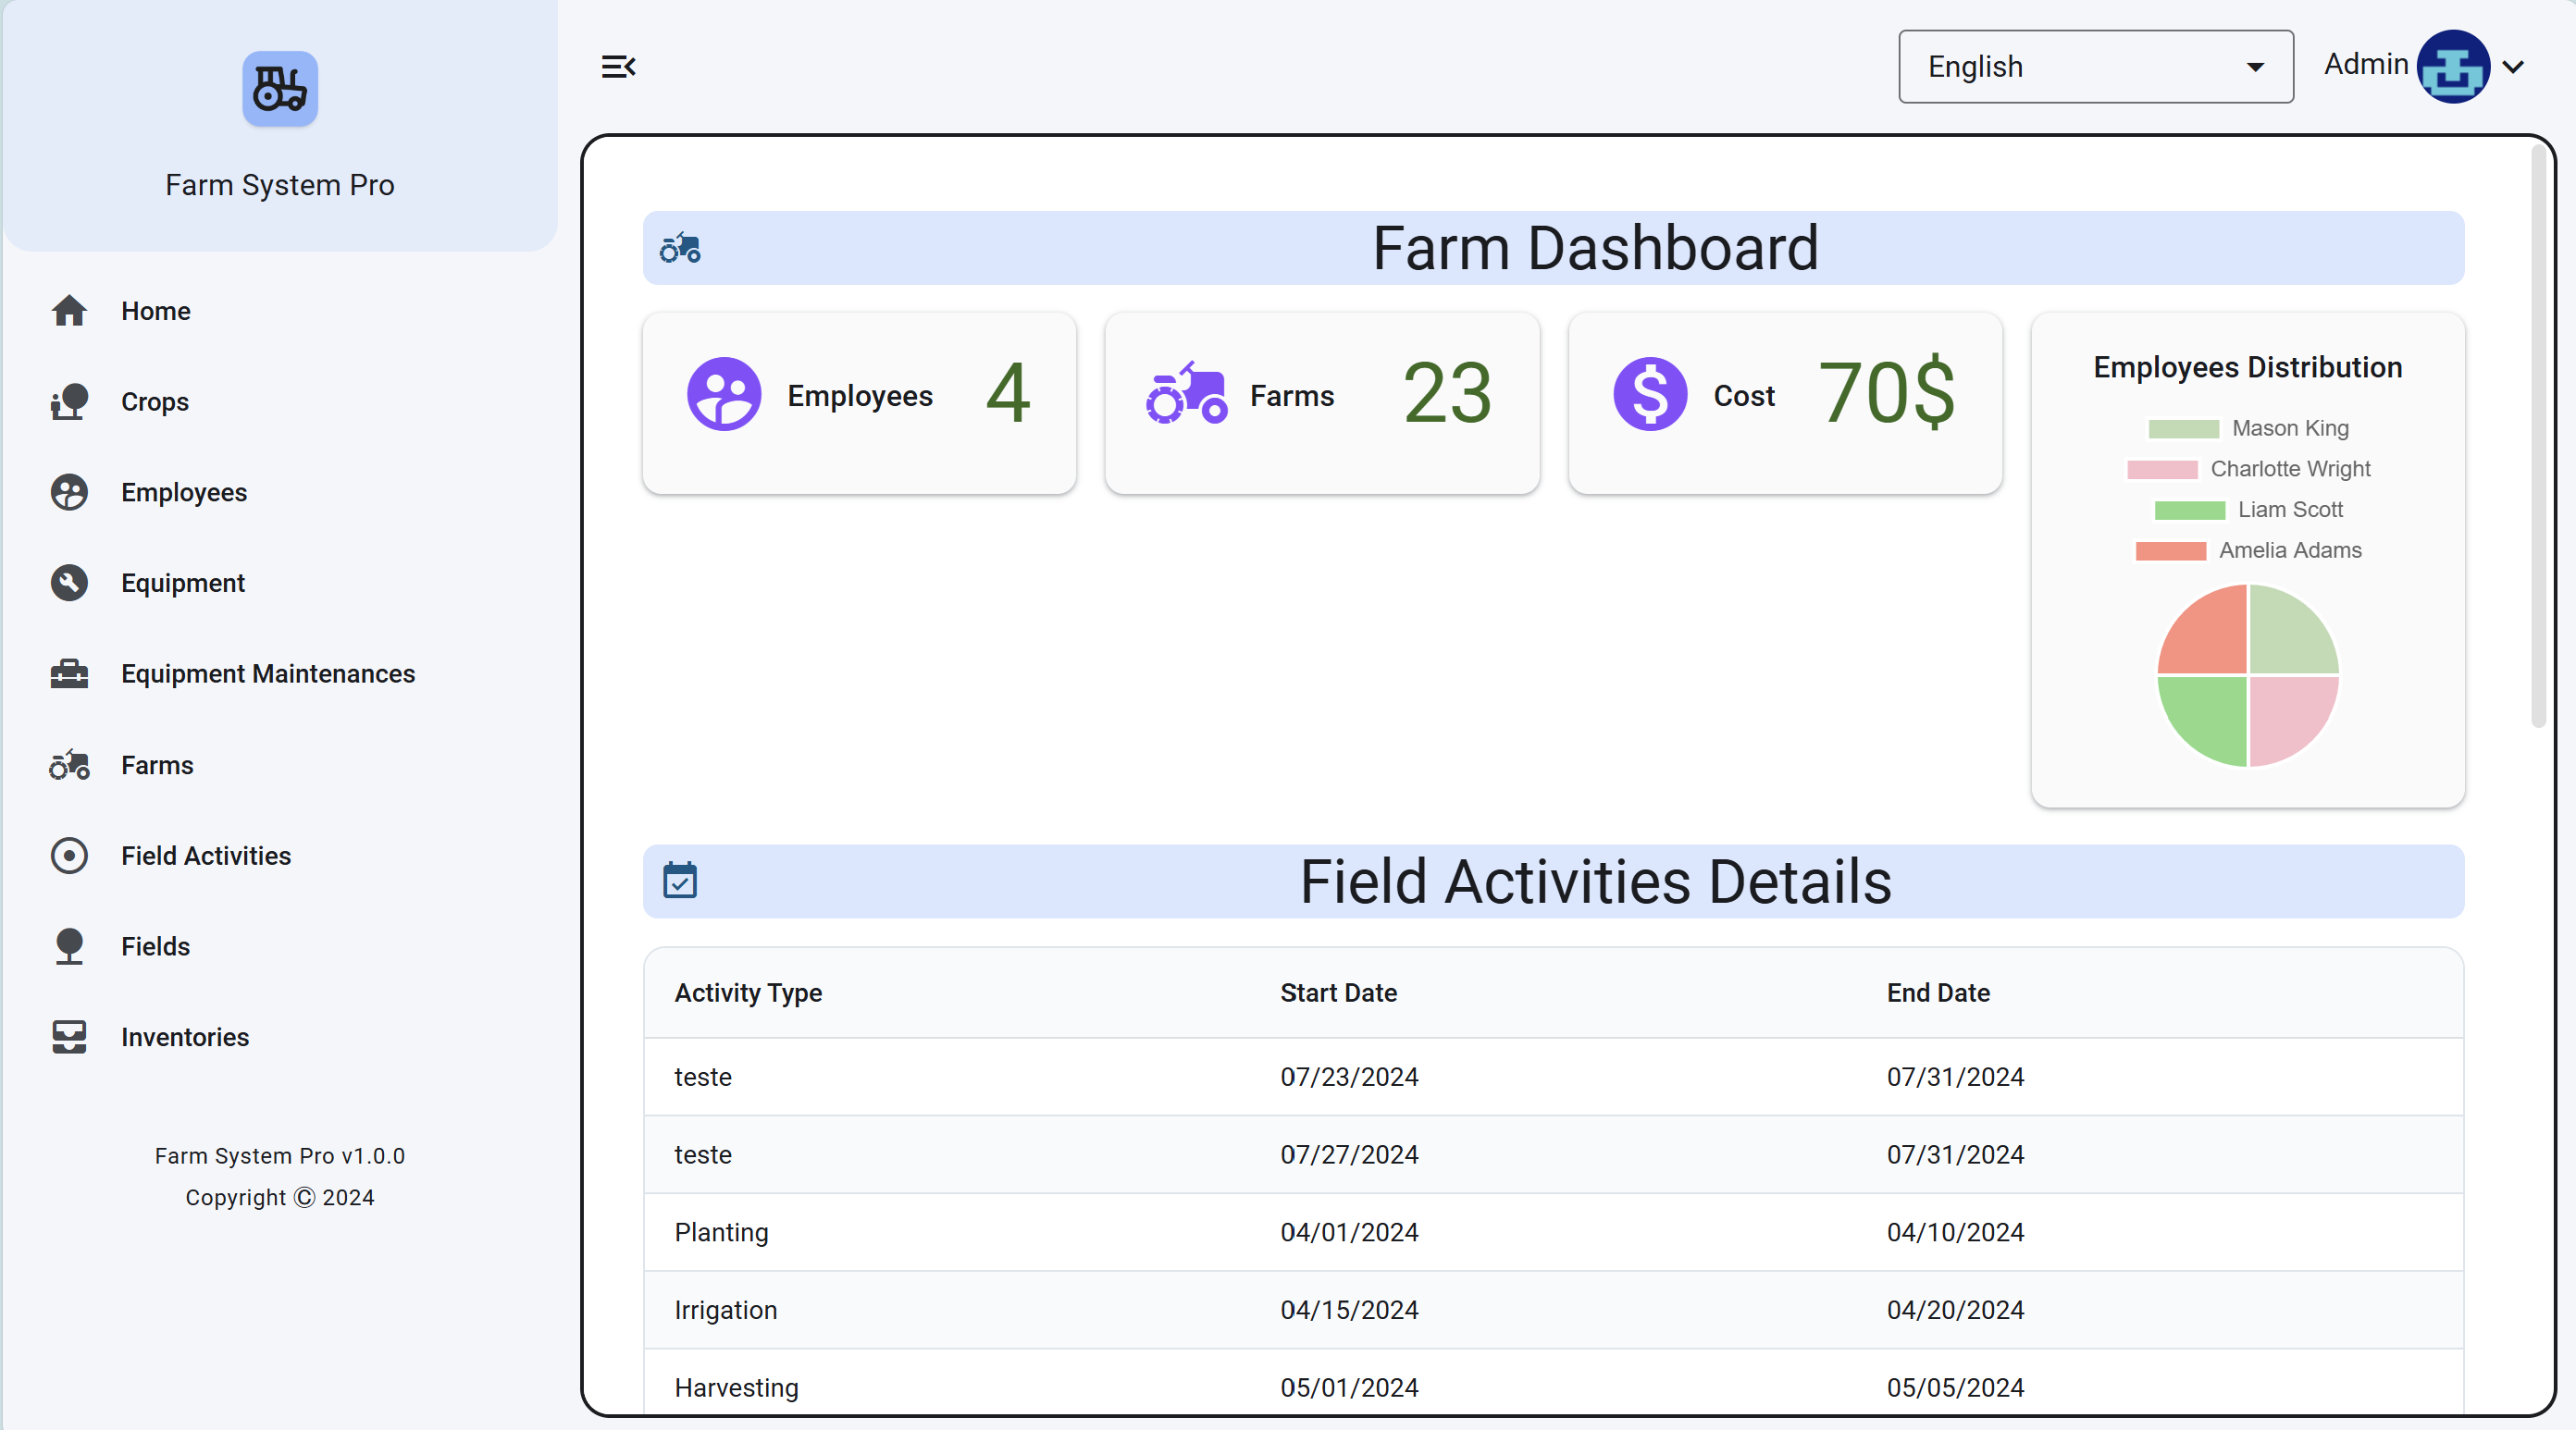 Farm System Pro
Home
Crops
Employees
Equipment
Equipment Maintenances
Farms
Field Activities
Fields
Inventories
Farm System Pro v1.0.0
Copyright Ⓒ 2024
English
Admin
Farm Dashboard
Employees 4
Farms 23
Cost 70$
Employees Distribution
Mason King
Charlotte Wright
Liam Scott
Amelia Adams
Field Activities Details
Activity Type Start Date End Date
teste 07/23/2024 07/31/2024
teste 07/27/2024 07/31/2024
Planting 04/01/2024 04/10/2024
Irrigation 04/15/2024 04/20/2024
Harvesting 05/01/2024 05/05/2024